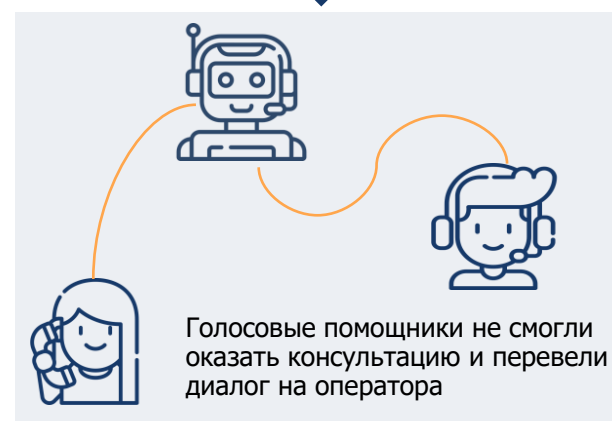 Голосовые помощники не смогли
оказать консультацию и перевели
диалог на оператора